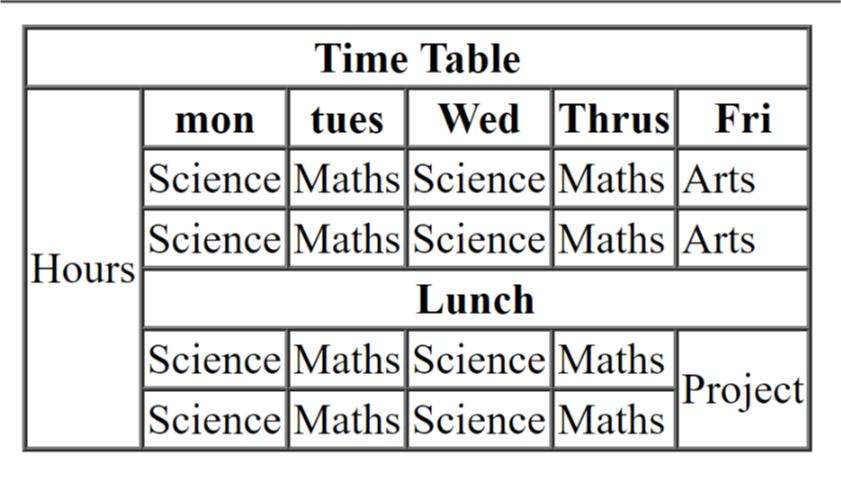 Time Table
mon tues Wed Thrus Fri
Science Maths Science Maths Arts
Science Maths Science Maths Arts
Hours
Lunch
Science Maths Science Maths
Project
Science Maths Science Maths